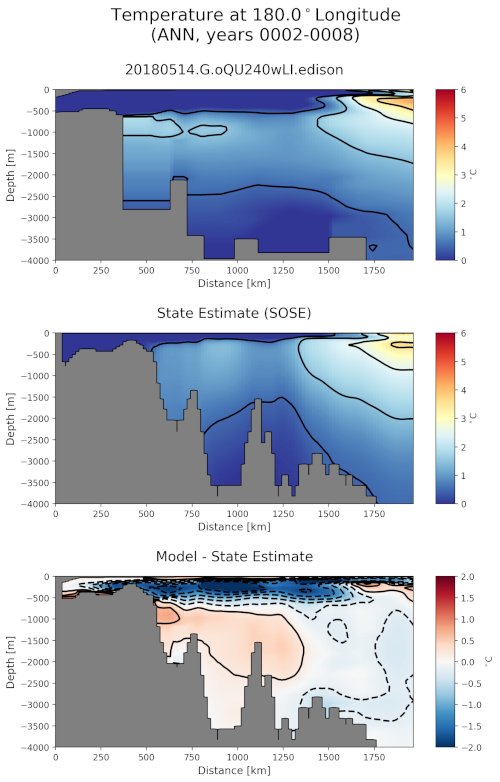 Temperature at 180.0° Longitude
(ANN, years 0002-0008)
20180514.G.oQU240wLI.edison
0
−500
−1000
−1500
−2000
−2500
−3000
−3500
−4000
Depth [m]
0 250 500 750 1000 1250 1500 1750
Distance [km]
6
5
4
3
2
1
0
°C
State Estimate (SOSE)
0
−500
−1000
−1500
−2000
−2500
−3000
−3500
−4000
Depth [m]
0 250 500 750 1000 1250 1500 1750
Distance [km]
6
5
4
3
2
1
0
°C
Model - State Estimate
0
−500
−1000
−1500
−2000
−2500
−3000
−3500
−4000
Depth [m]
0 250 500 750 1000 1250 1500 1750
Distance [km]
2.0
1.5
1.0
0.5
0.0
−0.5
−1.0
−1.5
−2.0
°C